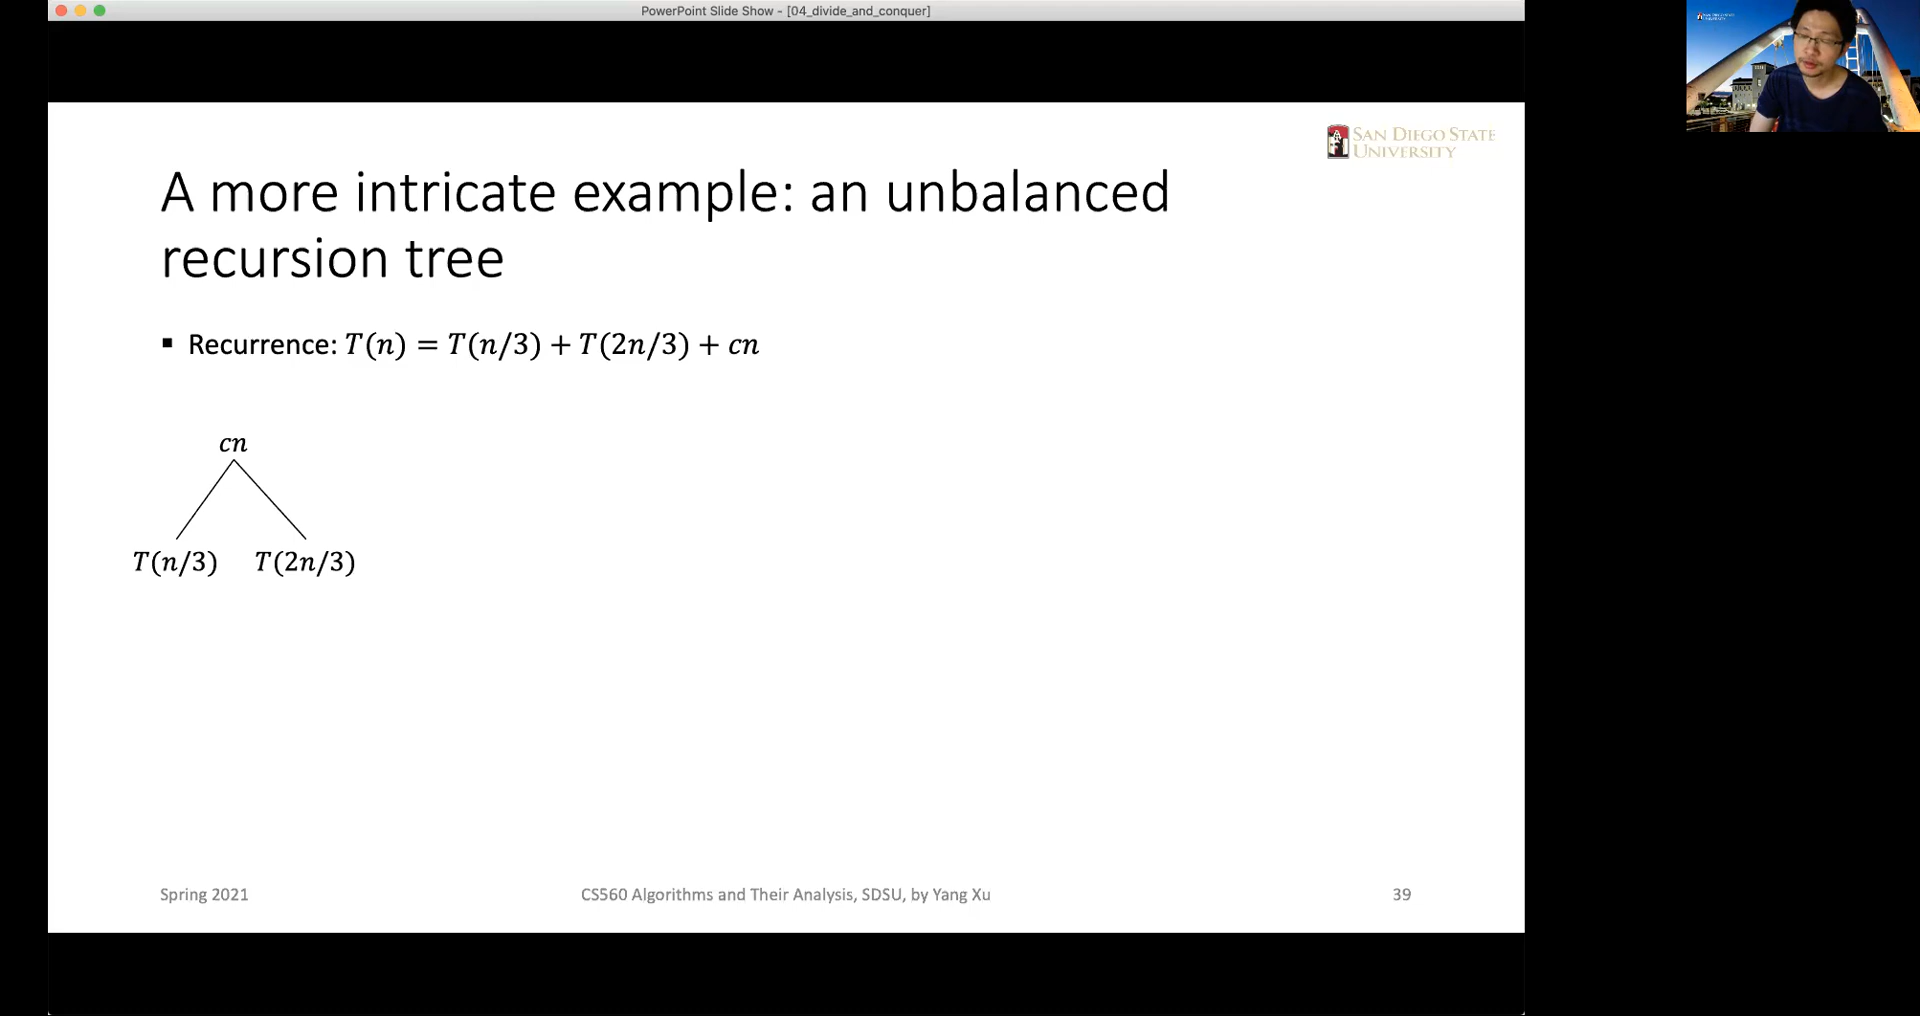 PowerPoint Slide Show - [04_divide_and_conquer]
SAN DIEGO STATE
UNIVERSITY
A more intricate example: an unbalanced
recursion tree
▪ Recurrence: T(n) = T(n/3) + T(2n/3) + cn
cn
T(n/3) T(2n/3)
Spring 2021
CS560 Algorithms and Their Analysis, SDSU, by Yang Xu
39